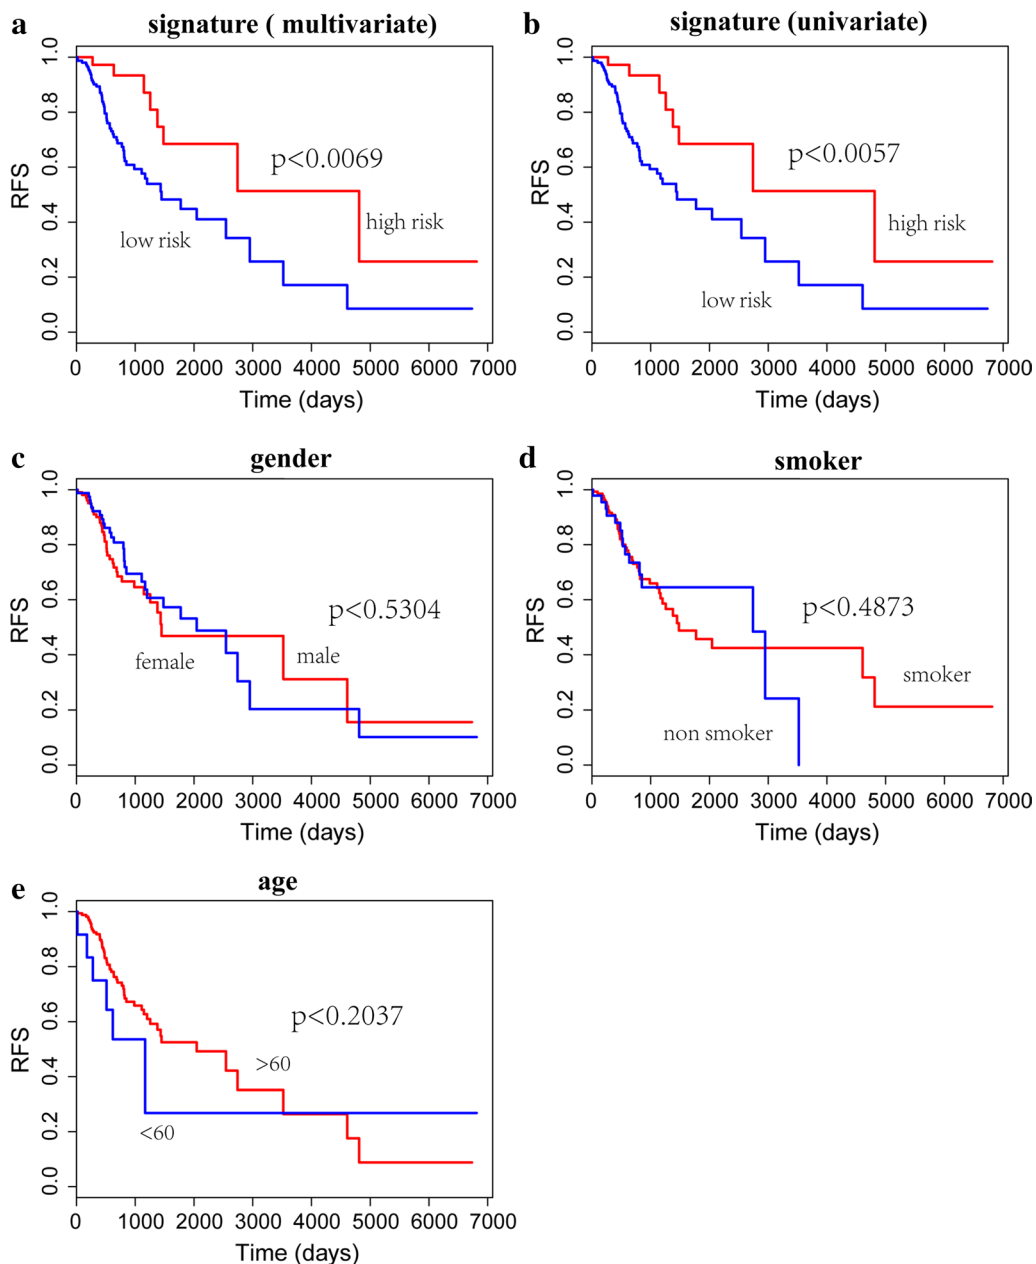 a
signature ( multivariate)
RFS
1.0
0.8
0.6
0.4
0.2
0.0
p<0.0069
high risk
low risk
0 1000 2000 3000 4000 5000 6000 7000
Time (days)
b
signature (univariate)
RFS
1.0
0.8
0.6
0.4
0.2
0.0
p<0.0057
high risk
low risk
0 1000 2000 3000 4000 5000 6000 7000
Time (days)
c
gender
RFS
1.0
0.8
0.6
0.4
0.2
0.0
p<0.5304
female
male
0 1000 2000 3000 4000 5000 6000 7000
Time (days)
d
smoker
RFS
1.0
0.8
0.6
0.4
0.2
0.0
p<0.4873
smoker
non smoker
0 1000 2000 3000 4000 5000 6000 7000
Time (days)
e
age
RFS
1.0
0.8
0.6
0.4
0.2
0.0
p<0.2037
>60
<60
0 1000 2000 3000 4000 5000 6000 7000
Time (days)